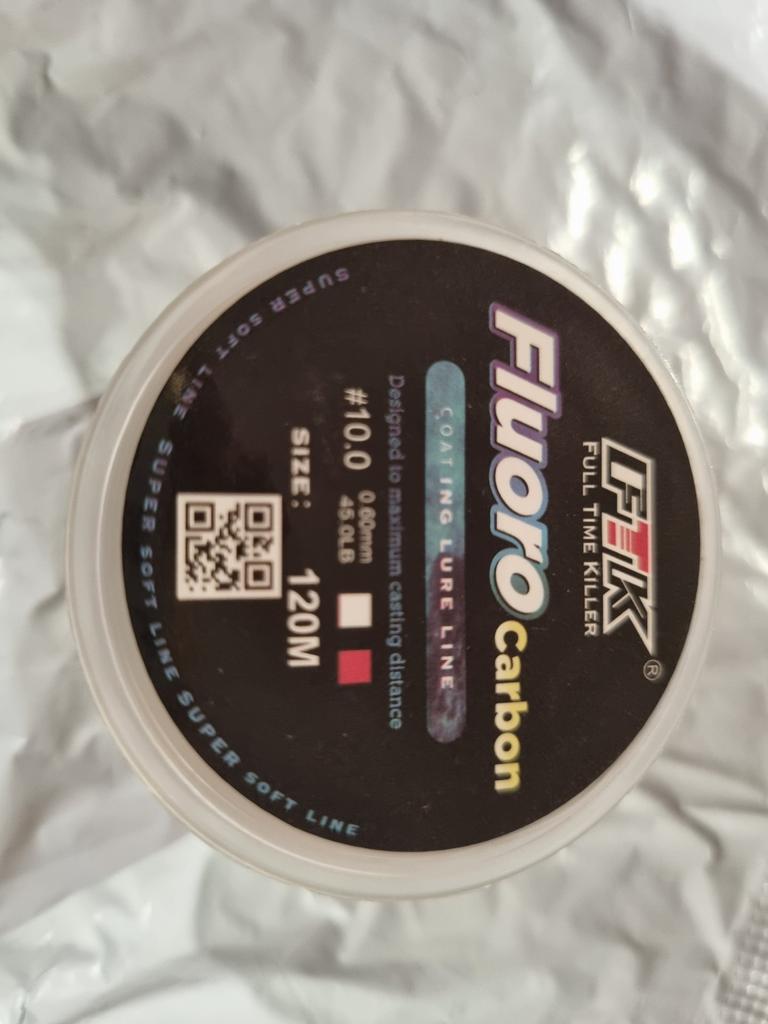 FTK®
FULL TIME KILLER
Fluoro Carbon
COATING LURE LINE
Designed to maximum casting distance
#10.0 0.60mm
45.0LB
SIZE: 120M
SUPER SOFT LINE SUPER SOFT LINE SUPER SOFT LINE